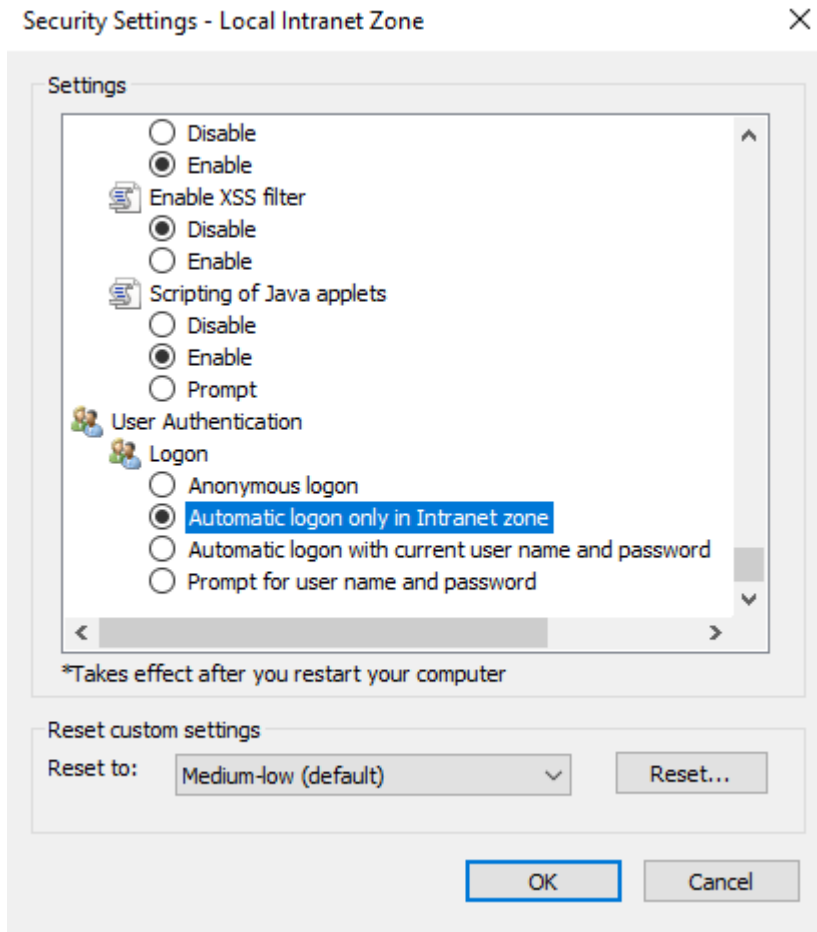 Security Settings - Local Intranet Zone
Settings
Disable
Enable
Enable XSS filter
Disable
Enable
Scripting of Java applets
Disable
Enable
Prompt
User Authentication
Logon
Anonymous logon
Automatic logon only in Intranet zone
Automatic logon with current user name and password
Prompt for user name and password
*Takes effect after you restart your computer
Reset custom settings
Reset to:
Medium-low (default)
Reset...
OK
Cancel